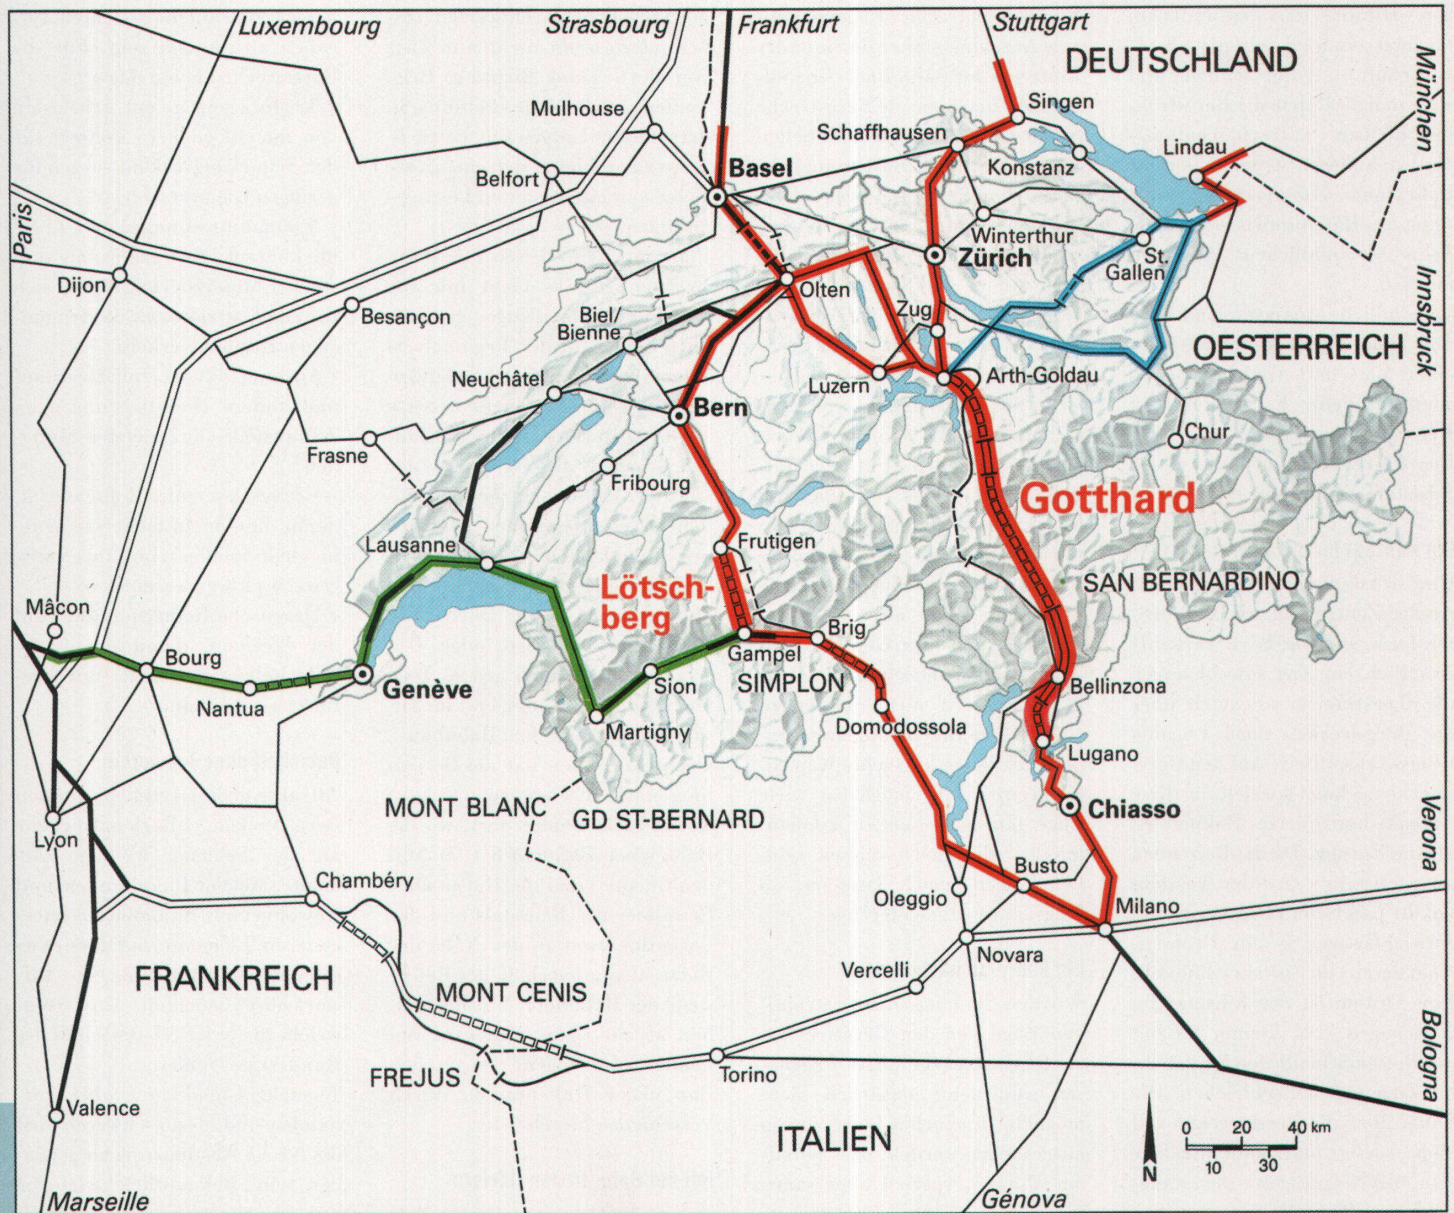 Luxembourg
Strasbourg
Frankfurt
Stuttgart
DEUTSCHLAND
München
Mulhouse
Singen
Schaffhausen
Lindau
Basel
Konstanz
Belfort
Paris
Winterthur
Zürich
St.
Gallen
Dijon
Olten
Innsbruck
Besançon
Biel/
Bienne
Zug
OESTERREICH
Neuchâtel
Luzern
Arth-Goldau
Bern
Chur
Frasne
Fribourg
Gotthard
Lausanne
Frutigen
Lötsch-
berg
SAN BERNARDINO
Mâcon
Brig
Bourg
Gampel
Genève
Sion
SIMPLON
Bellinzona
Nantua
Martigny
Domodossola
Lugano
MONT BLANC
GD ST-BERNARD
Chiasso
Verona
Lyon
Busto
Chambéry
Oleggio
Milano
FRANKREICH
Novara
Vercelli
MONT CENIS
Bologna
FREJUS
Torino
Valence
ITALIEN
0 20 40 km
10 30
N
Marseille
Génova